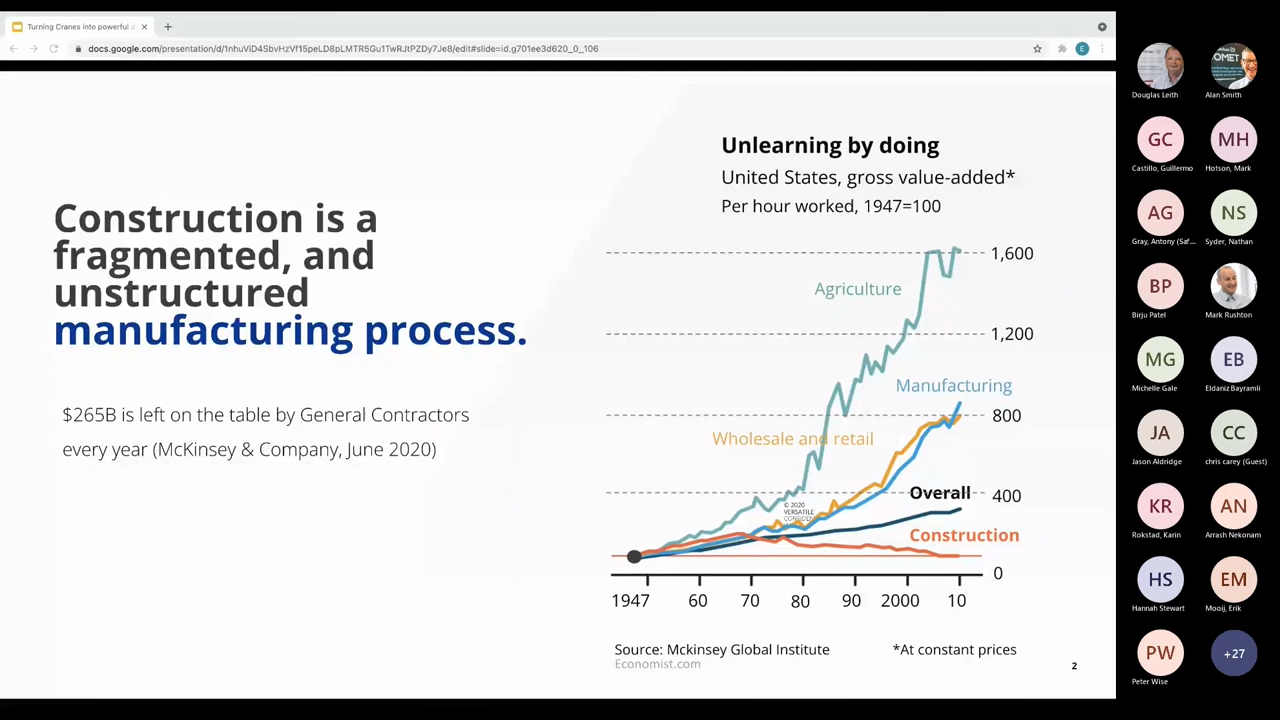 Turning Cranes into powerful d
docs.google.com/presentation/d/1nhuViD4SbvHzVf15peLD8pLMTR5Gu1TwRJtPZDy7Je8/edit#slide=id.g701ee3d620_0_106
E
Construction is a
fragmented, and
unstructured
manufacturing process.
$265B is left on the table by General Contractors
every year (McKinsey & Company, June 2020)
Unlearning by doing
United States, gross value-added*
Per hour worked, 1947=100
1,600
Agriculture
1,200
Manufacturing
800
Wholesale and retail
Overall
400
© 2020
VERSATILE
Construction
0
1947 60 70 80 90 2000 10
Source: Mckinsey Global Institute *At constant prices
Economist.com
2
OMET
Douglas Leith Alan Smith
GC MH
Castillo, Guillermo Hotson, Mark
AG NS
Gray, Antony (Saf... Syder, Nathan
BP
Birju Patel Mark Rushton
MG EB
Michelle Gale Eldaniz Bayramli
JA CC
Jason Aldridge chris carey (Guest)
KR AN
Rokstad, Karin Arrash Nekonam
HS EM
Hannah Stewart Mooij, Erik
PW +27
Peter Wise